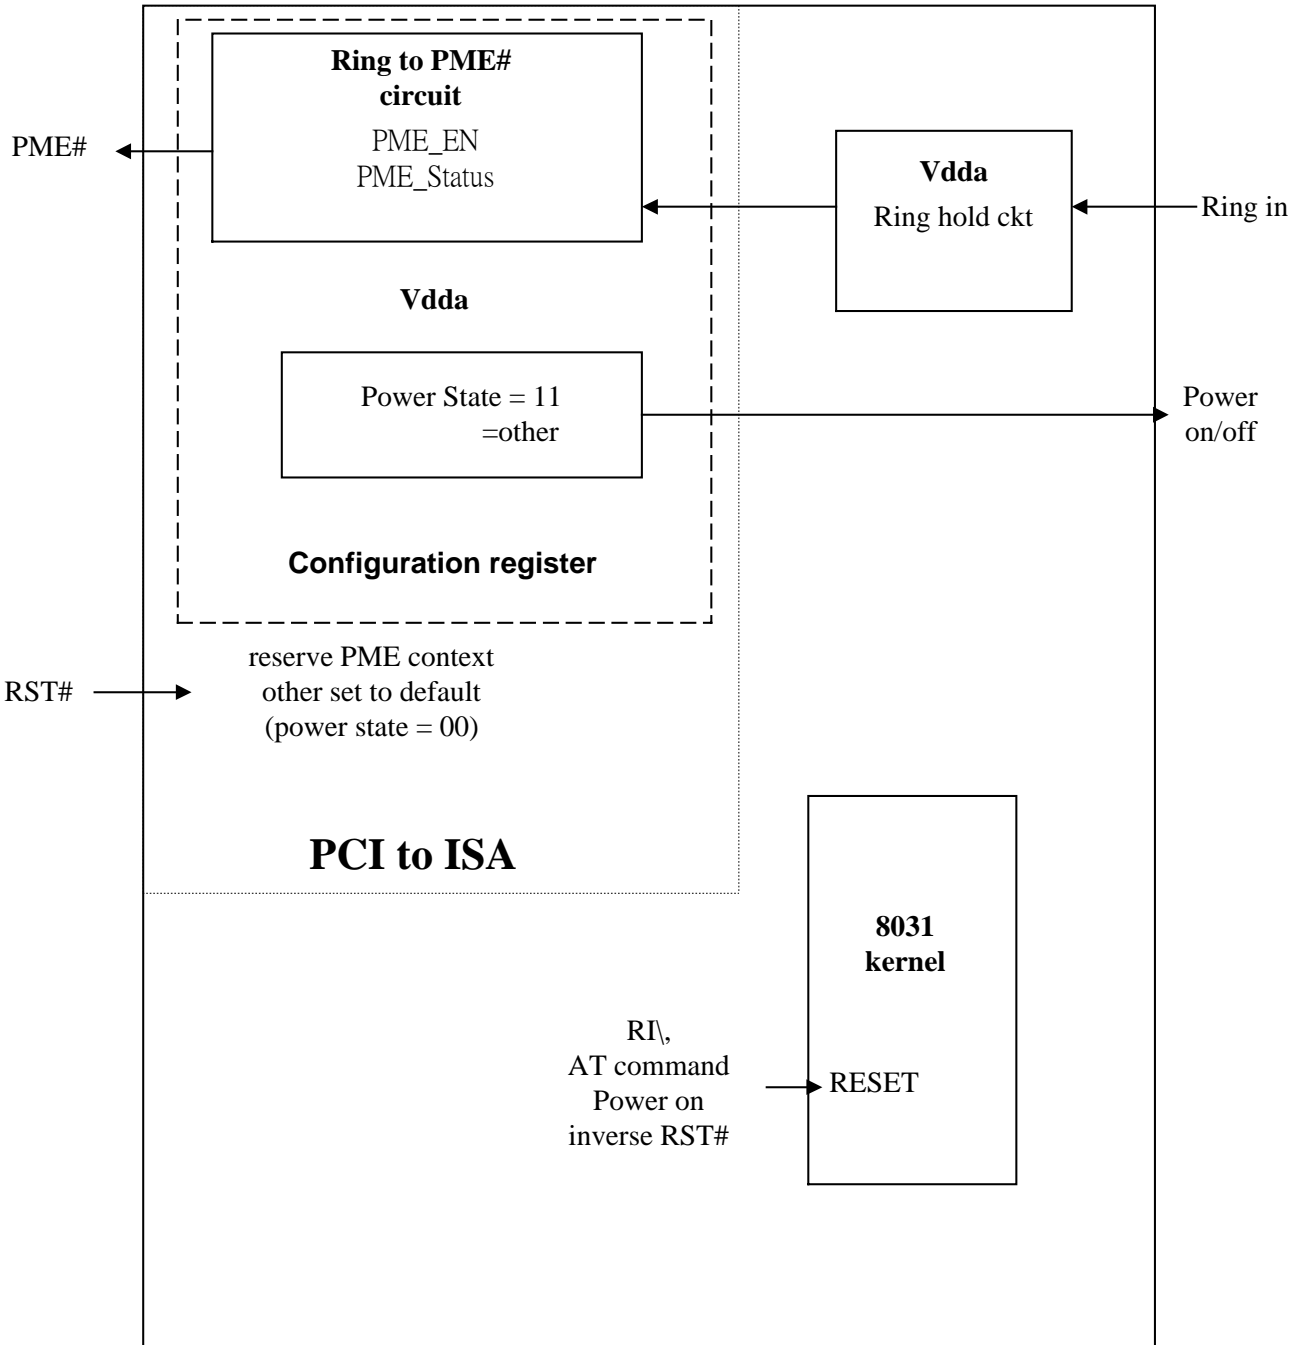 Ring to PME#
circuit
PME_EN
PME_Status
PME#
Vdda
Ring hold ckt
Ring in
Vdda
Power State = 11
=other
Power
on/off
Configuration register
reserve PME context
other set to default
(power state = 00)
RST#
PCI to ISA
8031
kernel
RI\,
AT command
Power on
inverse RST#
RESET